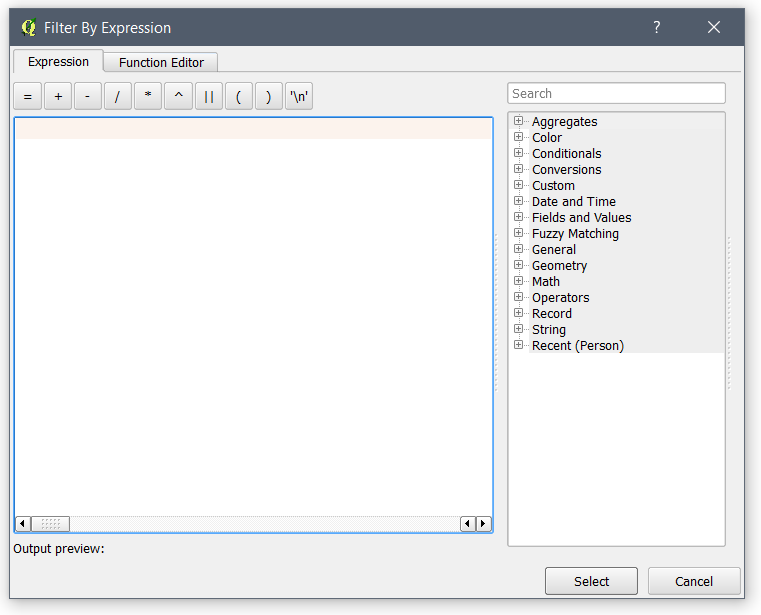 Filter By Expression
?
Expression
Function Editor
= + - / * ^ || ( ) '\n'
Search
Aggregates
Color
Conditionals
Conversions
Custom
Date and Time
Fields and Values
Fuzzy Matching
General
Geometry
Math
Operators
Record
String
Recent (Person)
Output preview:
Select
Cancel